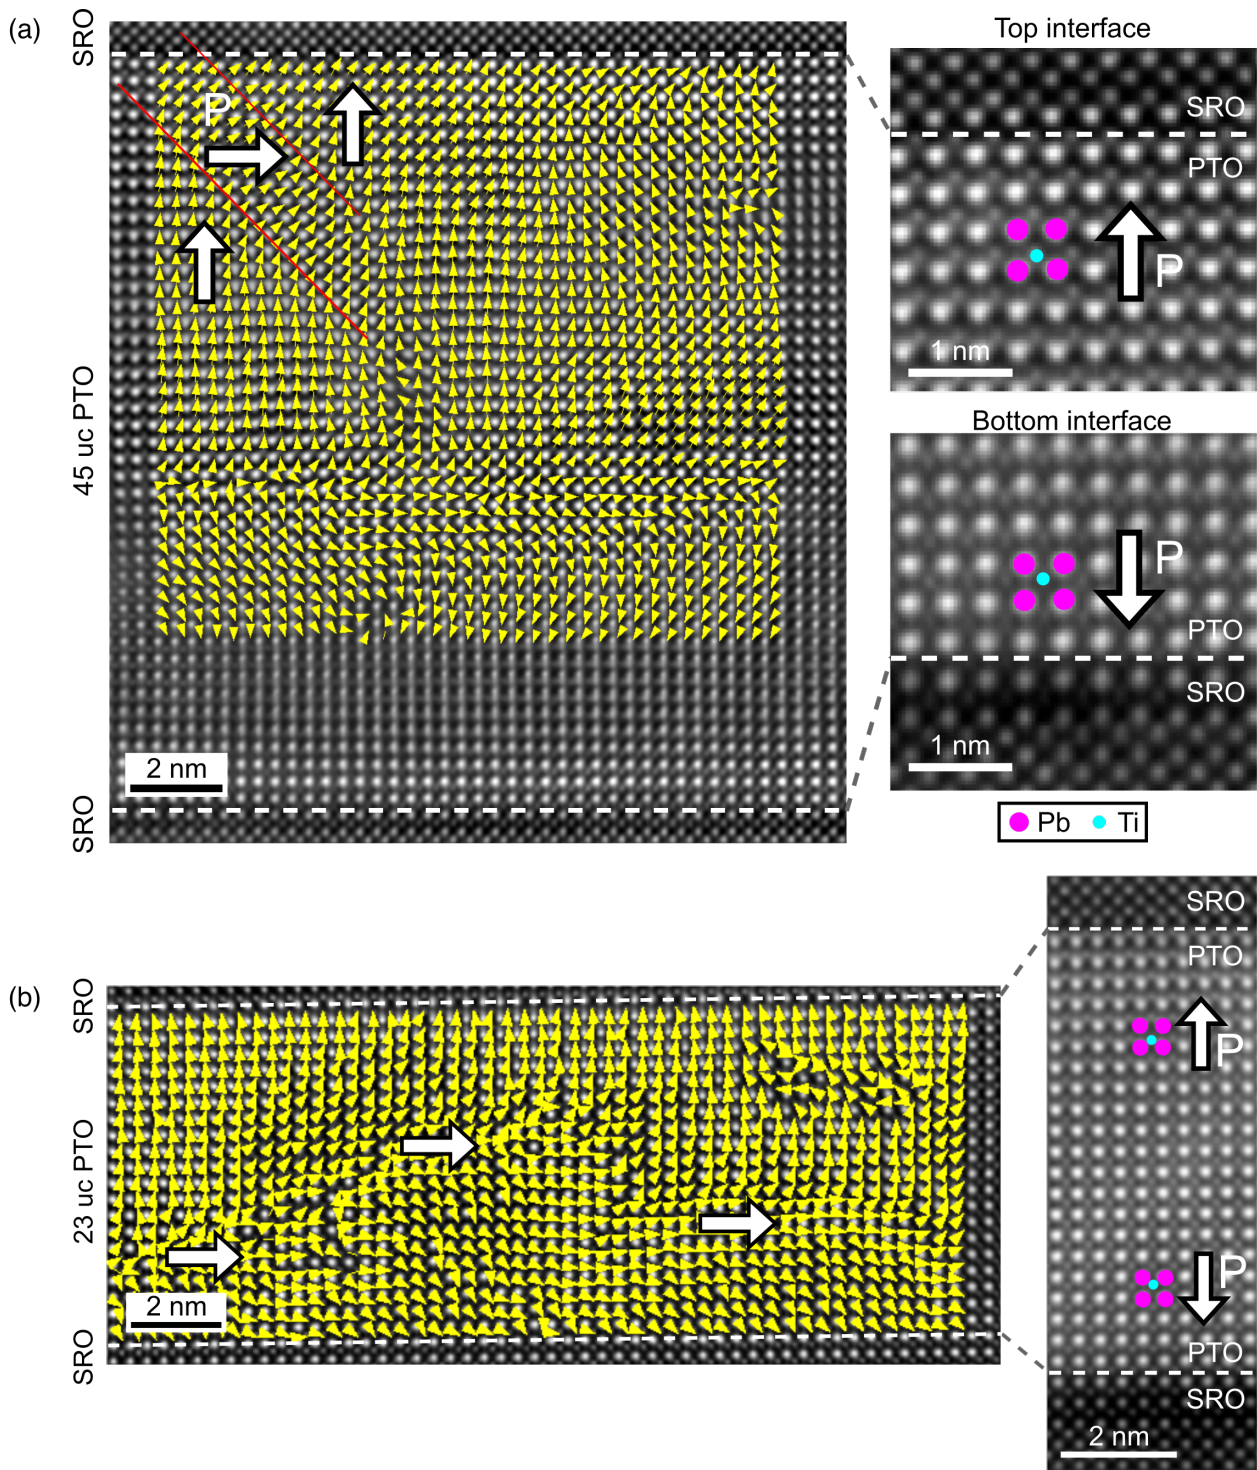 (a)
SRO
45 uc PTO
SRO
P
2 nm
Top interface
SRO
PTO
P
1 nm
Bottom interface
P
PTO
SRO
1 nm
Pb Ti
(b)
SRO
23 uc PTO
SRO
2 nm
SRO
PTO
P
P
PTO
SRO
2 nm